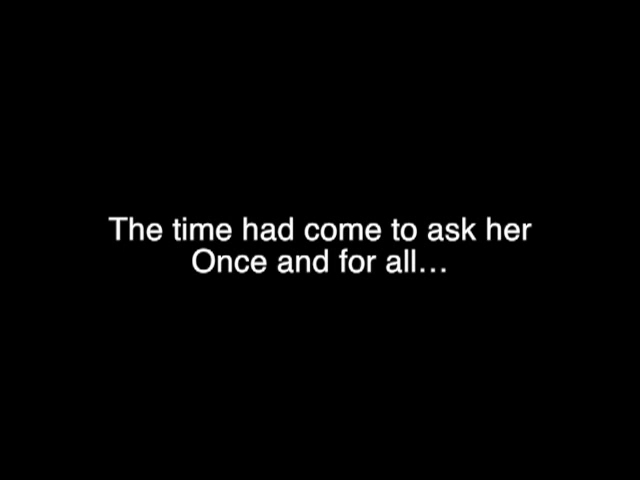 The time had come to ask her
Once and for all…